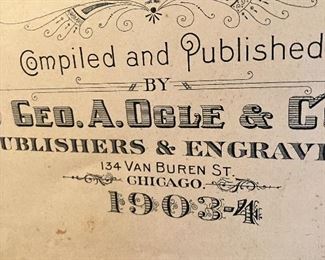 Compiled and Published
BY
GEO. A. OGLE & C
UBLISHERS & ENGRAVE
134 VAN BUREN ST.
CHICAGO.
1903-4